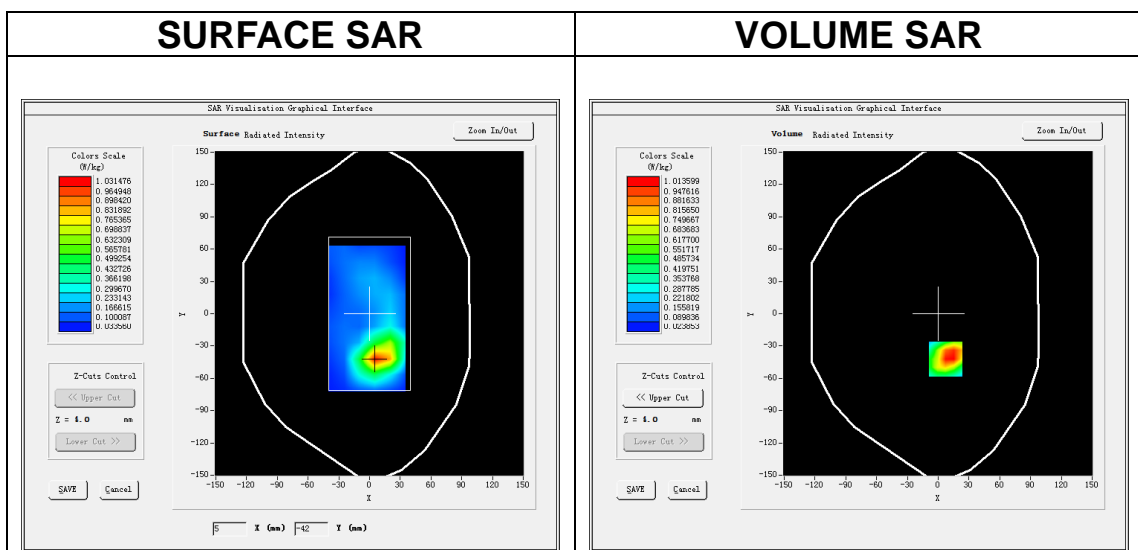 SURFACE SAR
VOLUME SAR
SAR Visualisation Graphical Interface
Surface Radiated Intensity
Zoom In/Out
Colors Scale
(W/kg)
1.031476
0.964948
0.898420
0.831892
0.765365
0.698837
0.632309
0.565781
0.499254
0.432726
0.366198
0.299670
0.233143
0.166615
0.100087
0.033560
Z-Cuts Control
<< Upper Cut
Z = 4.0 mm
Lower Cut >>
SAVE
Cancel
150
120
90
60
30
0
-30
-60
-90
-120
-150
Y
-150 -120 -90 -60 -30 0 30 60 90 120 150
X
5 X (mm) -42 Y (mm)
SAR Visualisation Graphical Interface
Volume Radiated Intensity
Zoom In/Out
Colors Scale
(W/kg)
1.013599
0.947616
0.881633
0.815650
0.749667
0.683683
0.617700
0.551717
0.485734
0.419751
0.353768
0.287785
0.221802
0.155819
0.089836
0.023853
Z-Cuts Control
<< Upper Cut
Z = 4.0 mm
Lower Cut >>
SAVE
Cancel
150
120
90
60
30
0
-30
-60
-90
-120
-150
Y
-150 -120 -90 -60 -30 0 30 60 90 120 150
X